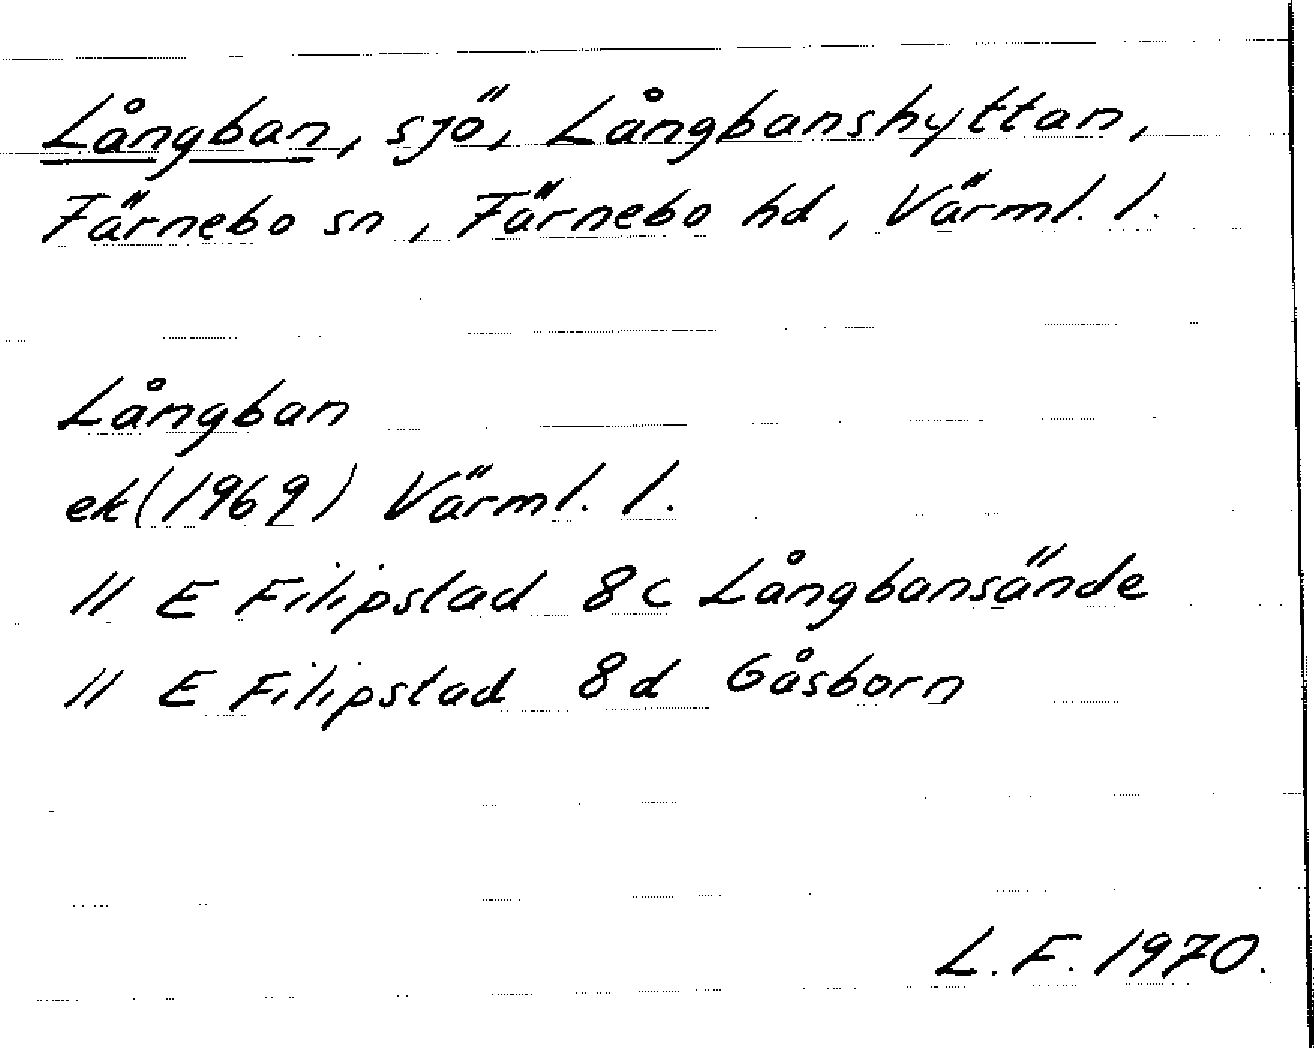 Långban, sjö, Långbanshyttan,
Färnebo sn, Färnebo hd, Värml. l.
Långban
ek (1969) Värml. l.
11 E Filipstad 8c Långbansände
11 E Filipstad 8d Gåsborn
L. F. 1970.